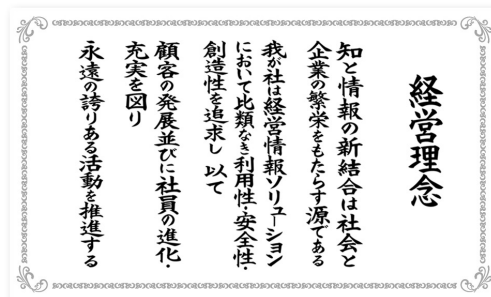 経営理念
知と情報の新結合は社会と
企業の繁栄をもたらす源である
我が社は経営情報ソリューション
において比類なき利用性・安全性・
創造性を追求し 以て
顧客の発展並びに社員の進化・
充実を図り
永遠の誇りある活動を推進する